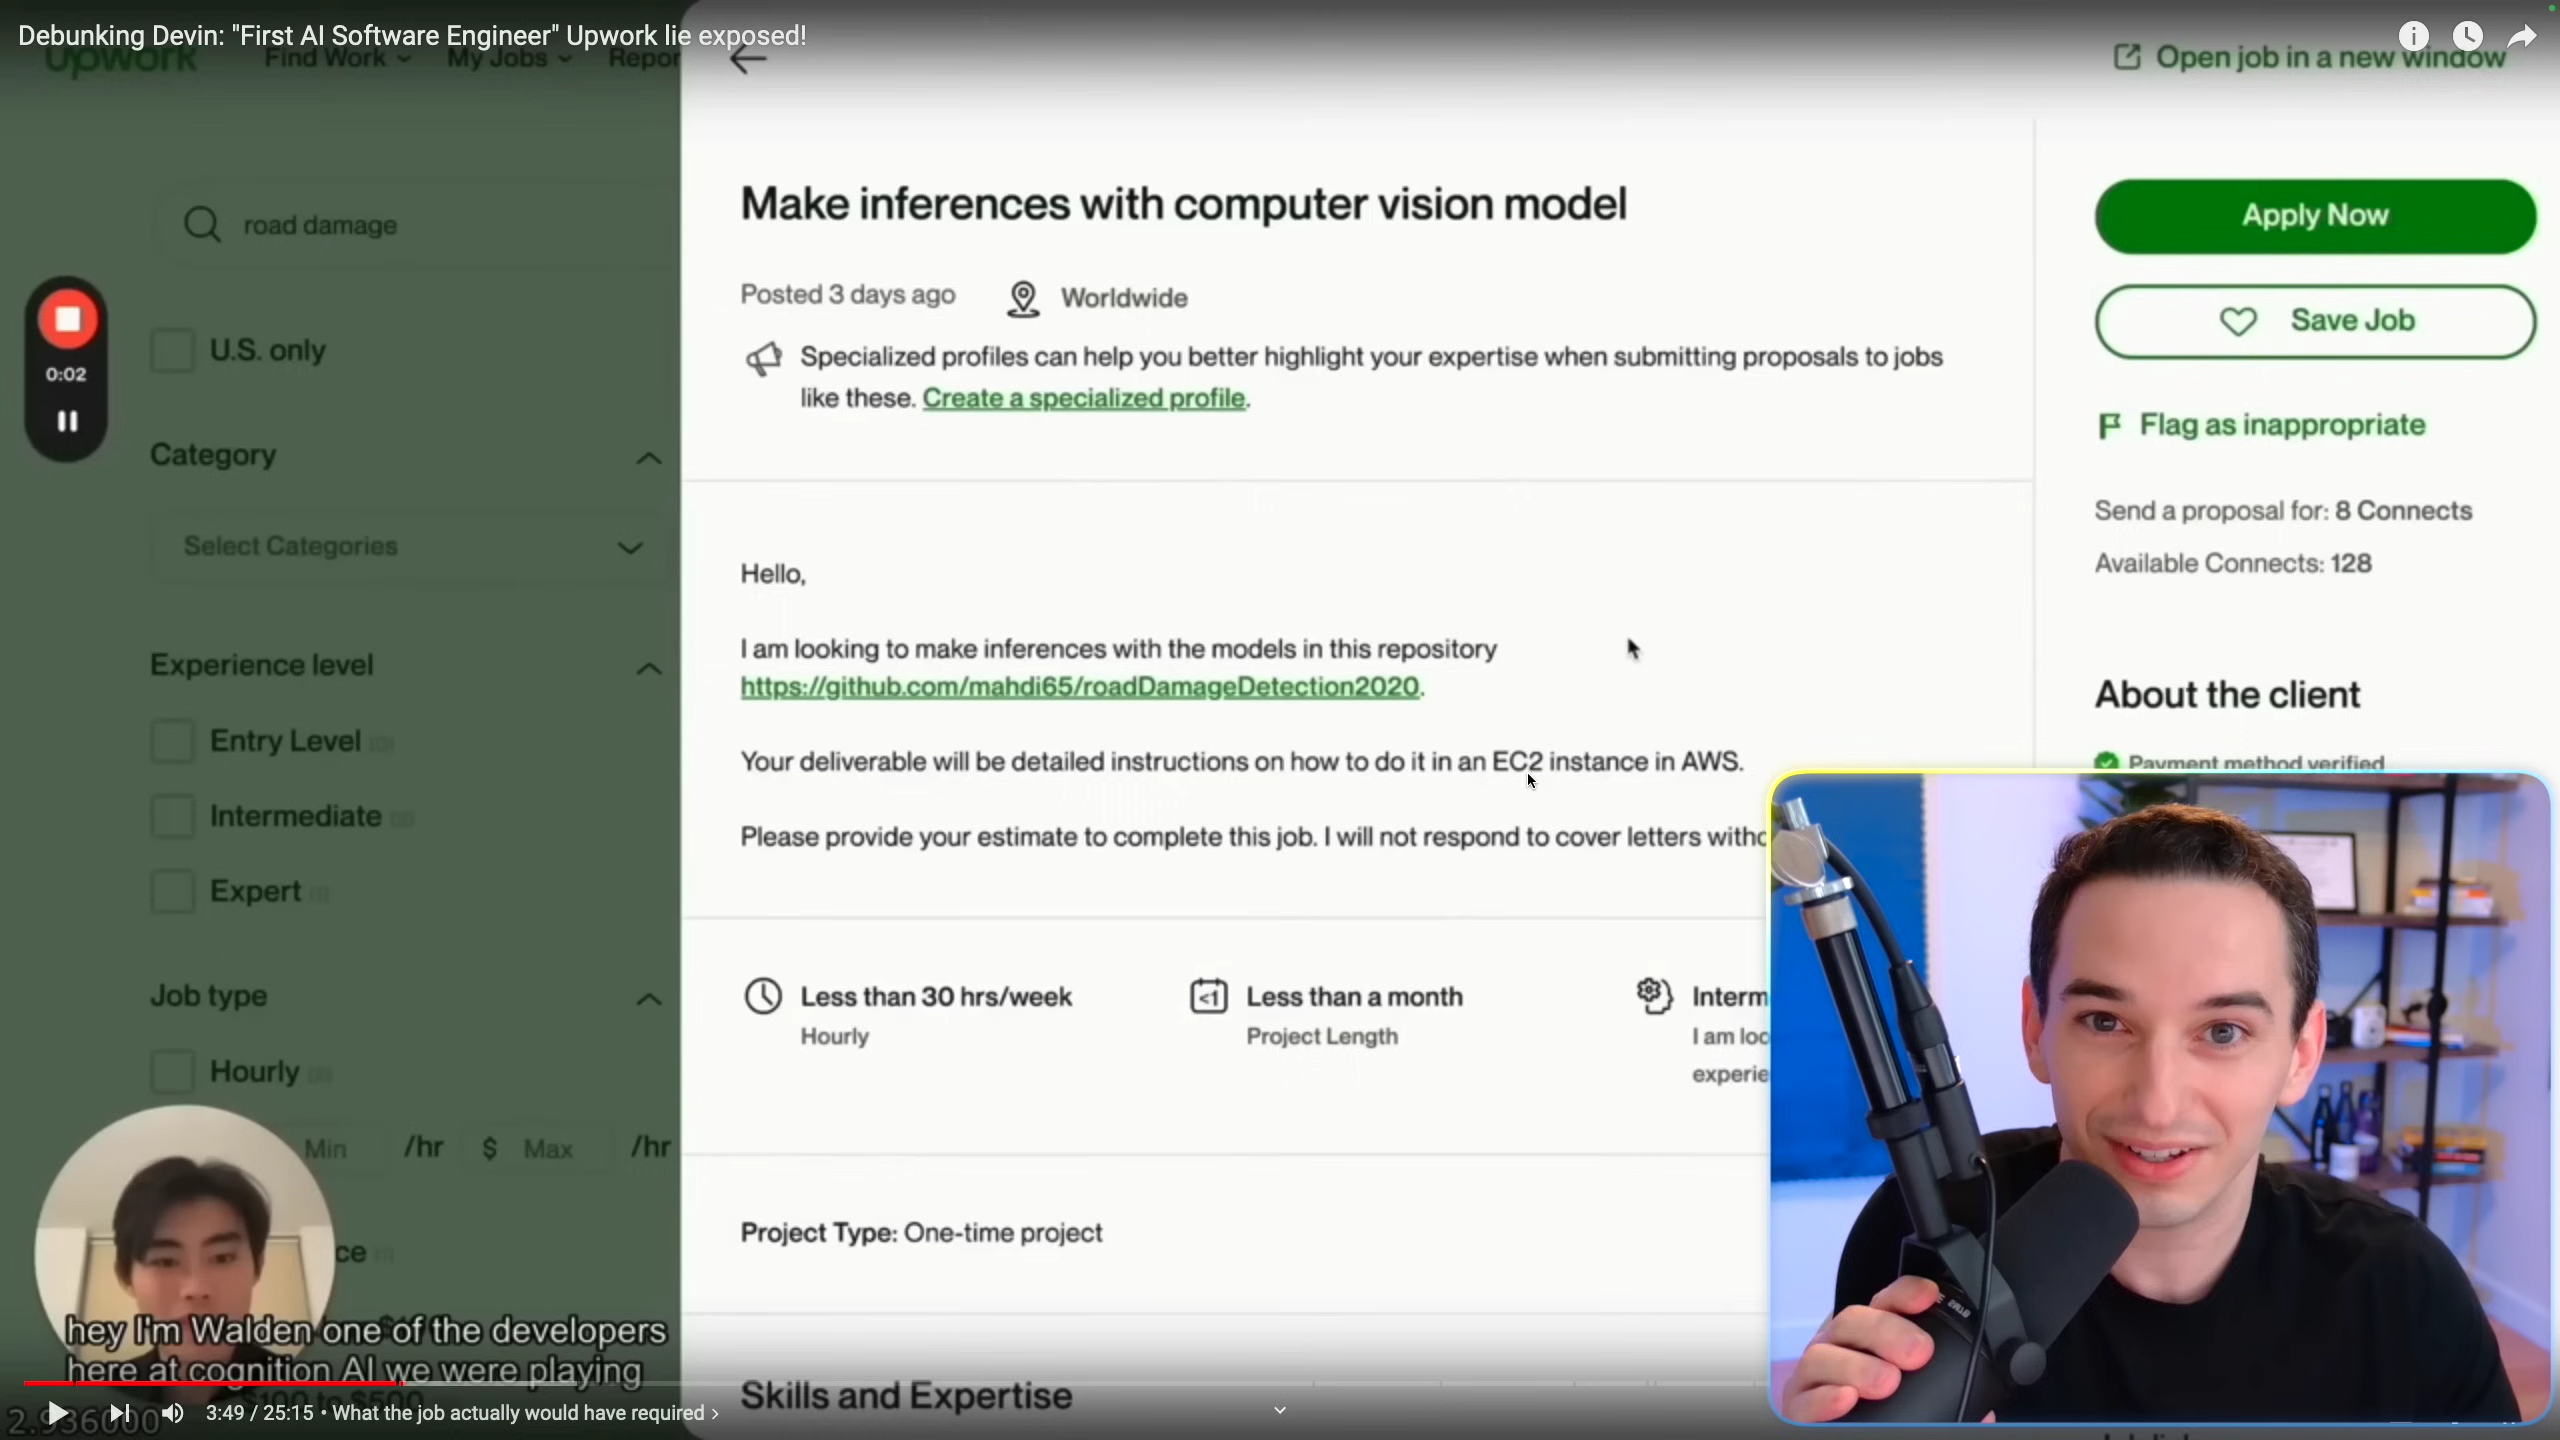 Debunking Devin: "First AI Software Engineer" Upwork lie exposed!
Upwork
Find Work
My Jobs
Repor
Open job in a new window
road damage
0:02
U.S. only
Category
Select Categories
Experience level
Entry Level
Intermediate
Expert
Job type
Hourly
Min /hr $ Max /hr
ce
Make inferences with computer vision model
Posted 3 days ago
Worldwide
Specialized profiles can help you better highlight your expertise when submitting proposals to jobs
like these. Create a specialized profile.
Hello,
I am looking to make inferences with the models in this repository
https://github.com/mahdi65/roadDamageDetection2020.
Your deliverable will be detailed instructions on how to do it in an EC2 instance in AWS.
Please provide your estimate to complete this job. I will not respond to cover letters witho
Less than 30 hrs/week
Hourly
<1
Less than a month
Project Length
Interm
I am loo
experie
Project Type: One-time project
Skills and Expertise
Apply Now
Save Job
Flag as inappropriate
Send a proposal for: 8 Connects
Available Connects: 128
About the client
Payment method verified
hey I'm Walden one of the developers
here at cognition AI we were playing
$100 to $500
2.936000
3:49 / 25:15 • What the job actually would have required ›